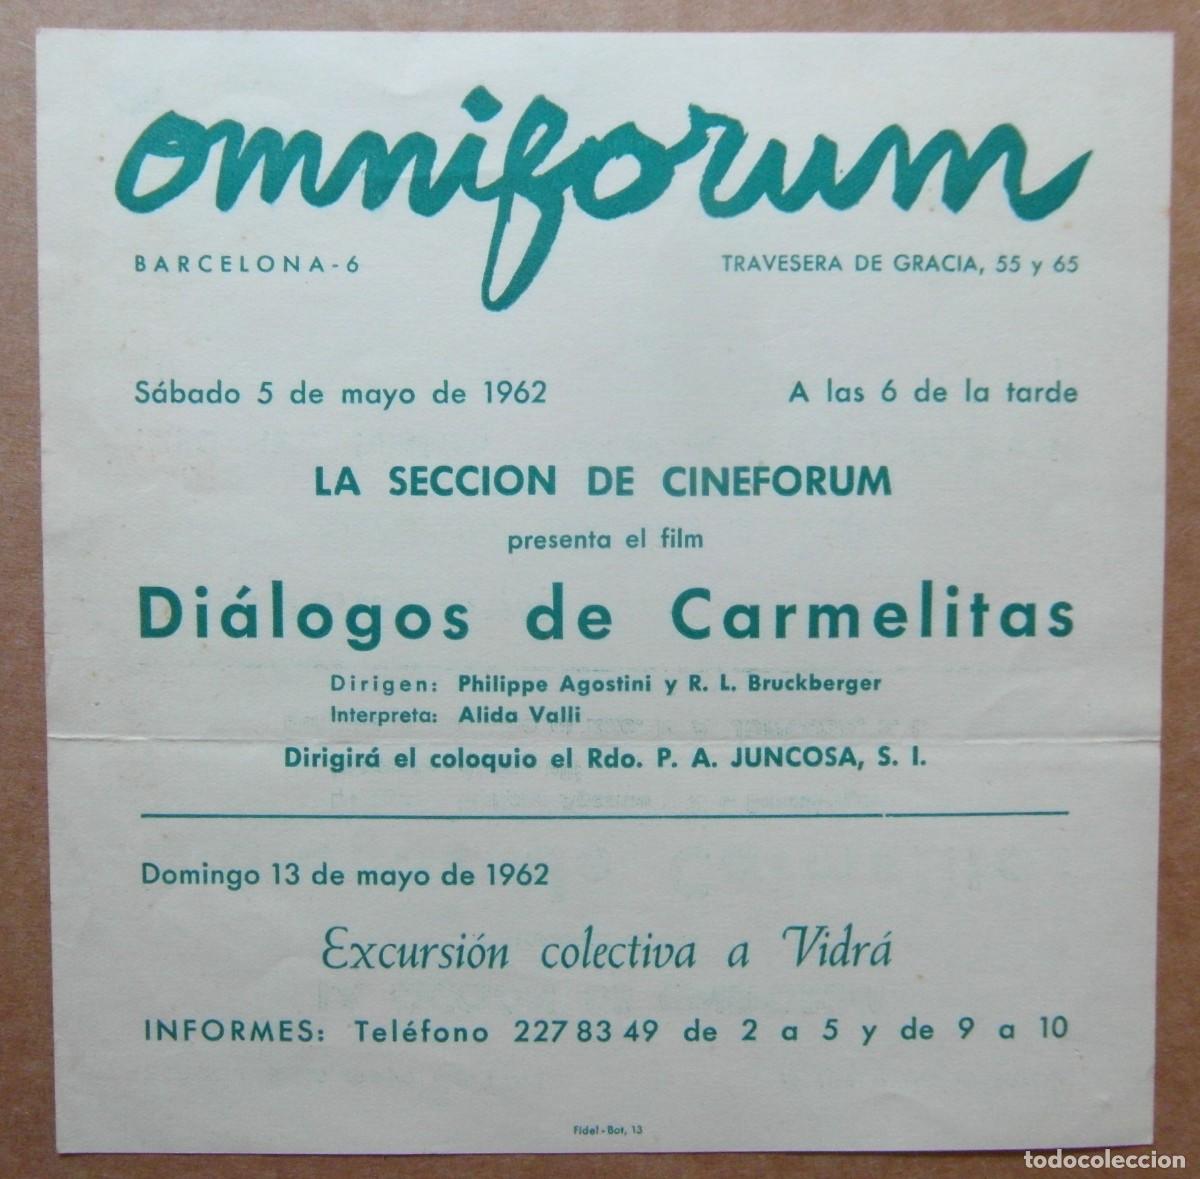 omniforum
BARCELONA-6 TRAVESERA DE GRACIA, 55 y 65
Sábado 5 de mayo de 1962 A las 6 de la tarde
LA SECCION DE CINEFORUM
presenta el film
Diálogos de Carmelitas
Dirigen: Philippe Agostini y R. L. Bruckberger
Interpreta: Alida Valli
Dirigirá el coloquio el Rdo. P. A. JUNCOSA, S. I.
Domingo 13 de mayo de 1962
Excursión colectiva a Vidrá
INFORMES: Teléfono 227 83 49 de 2 a 5 y de 9 a 10
Fidel - Bot, 13
todocoleccion